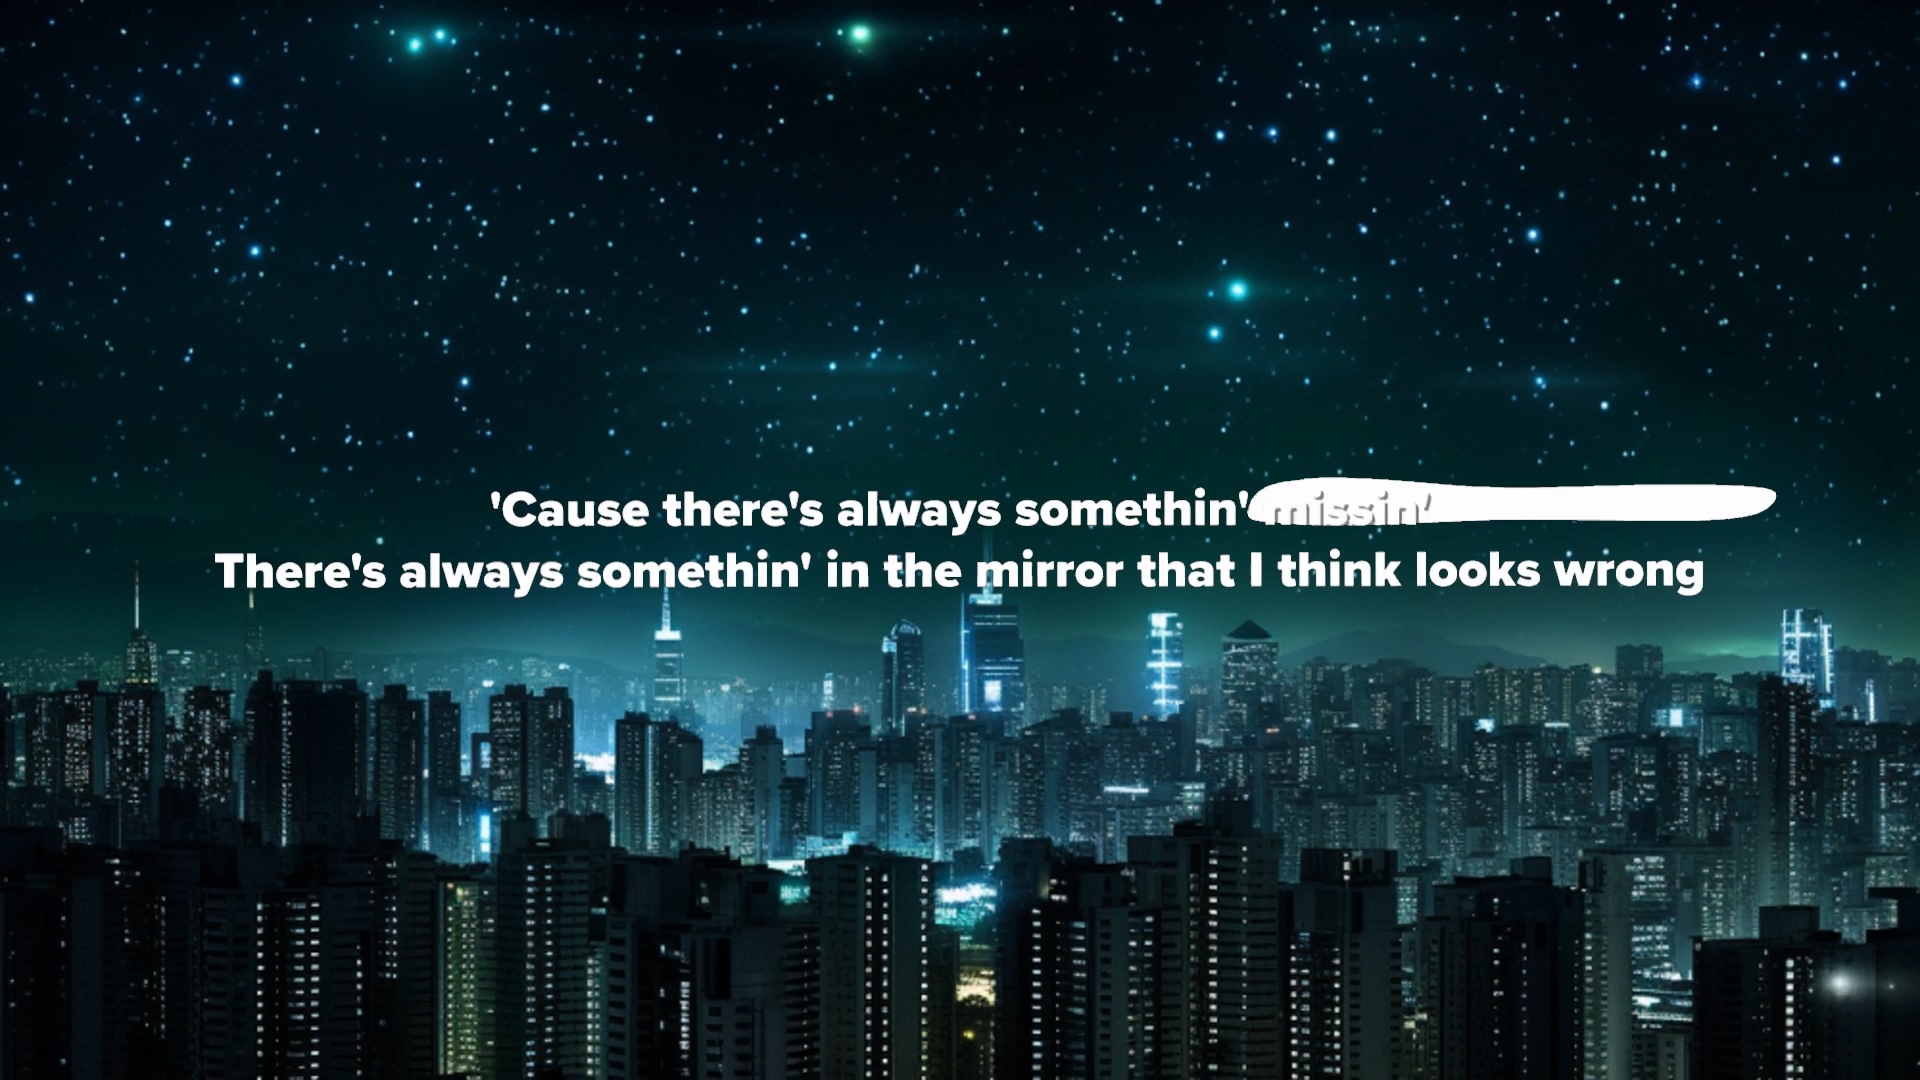 'Cause there's always somethin' missin'
There's always somethin' in the mirror that I think looks wrong